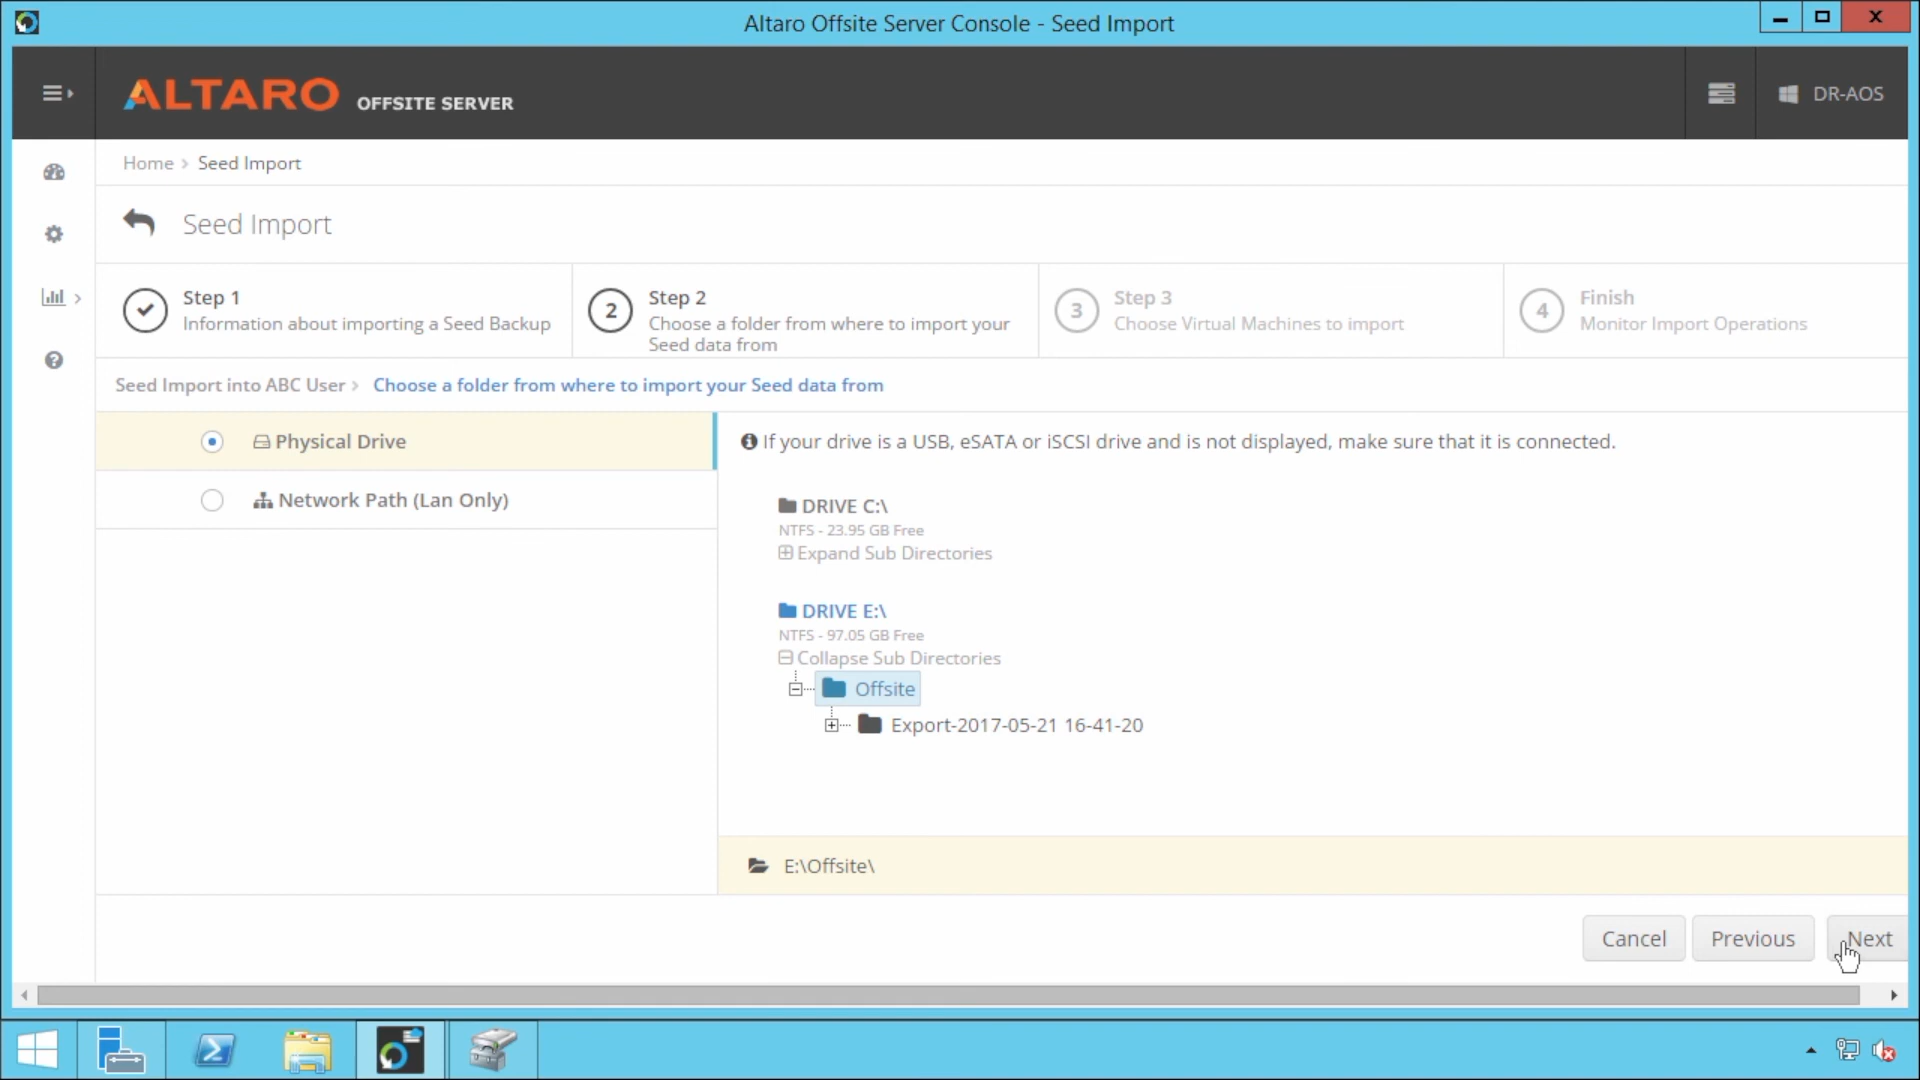 Altaro Offsite Server Console - Seed Import
ALTARO OFFSITE SERVER
DR-AOS
Home > Seed Import
Seed Import
Step 1
Information about importing a Seed Backup
2
Step 2
Choose a folder from where to import your
Seed data from
3
Step 3
Choose Virtual Machines to import
4
Finish
Monitor Import Operations
Seed Import into ABC User > Choose a folder from where to import your Seed data from
Physical Drive
Network Path (Lan Only)
If your drive is a USB, eSATA or iSCSI drive and is not displayed, make sure that it is connected.
DRIVE C:\
NTFS - 23.95 GB Free
Expand Sub Directories
DRIVE E:\
NTFS - 97.05 GB Free
Collapse Sub Directories
Offsite
Export-2017-05-21 16-41-20
E:\Offsite\
Cancel
Previous
Next